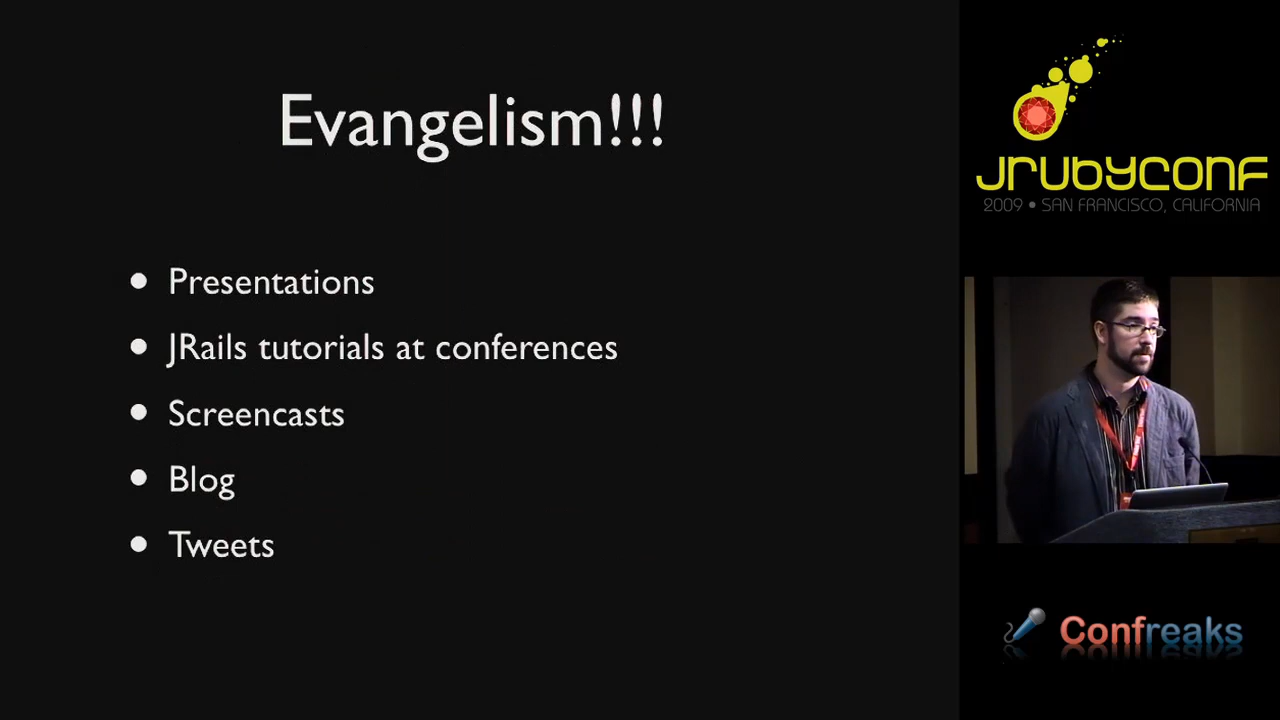 Evangelism!!!
Presentations
JRails tutorials at conferences
Screencasts
Blog
Tweets
JRUBYCONF
2009 • SAN FRANCISCO, CALIFORNIA
Confreaks